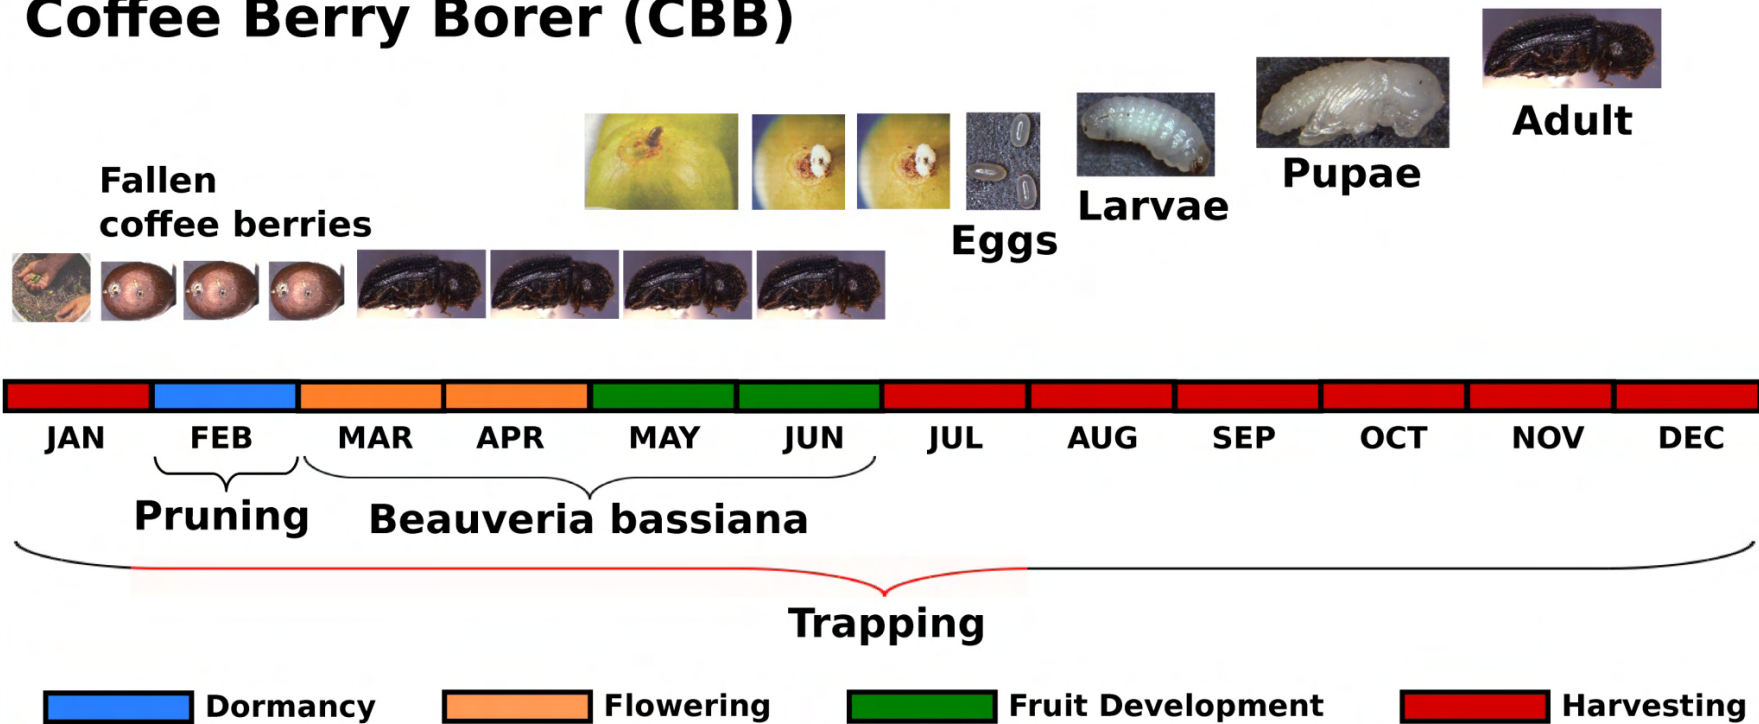 Coffee Berry Borer (CBB)
Adult
Pupae
Fallen
coffee berries
Larvae
Eggs
JAN FEB MAR APR MAY JUN JUL AUG SEP OCT NOV DEC
Pruning Beauveria bassiana
Trapping
Dormancy Flowering Fruit Development Harvesting